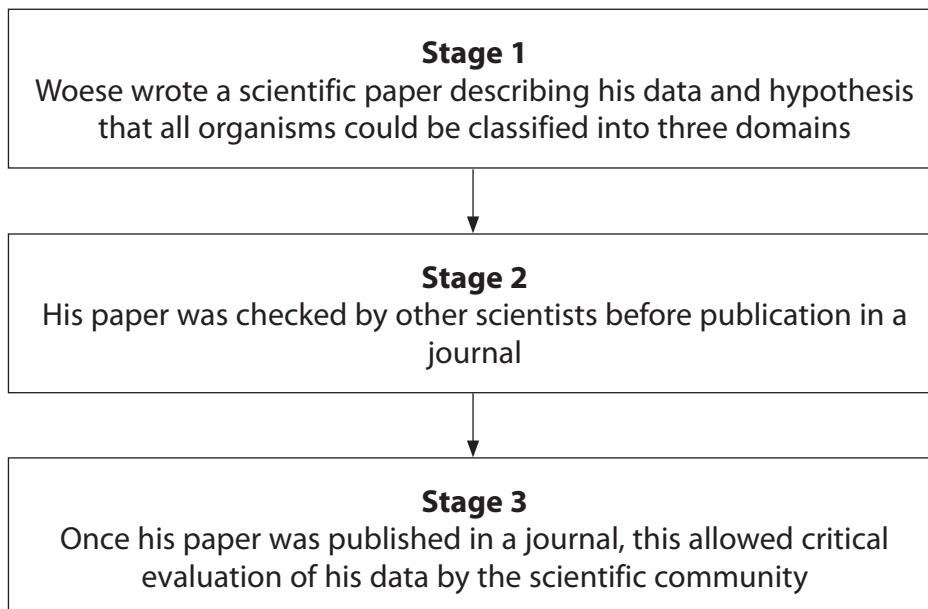 Stage 1
Woese wrote a scientific paper describing his data and hypothesis
that all organisms could be classified into three domains
Stage 2
His paper was checked by other scientists before publication in a
journal
Stage 3
Once his paper was published in a journal, this allowed critical
evaluation of his data by the scientific community